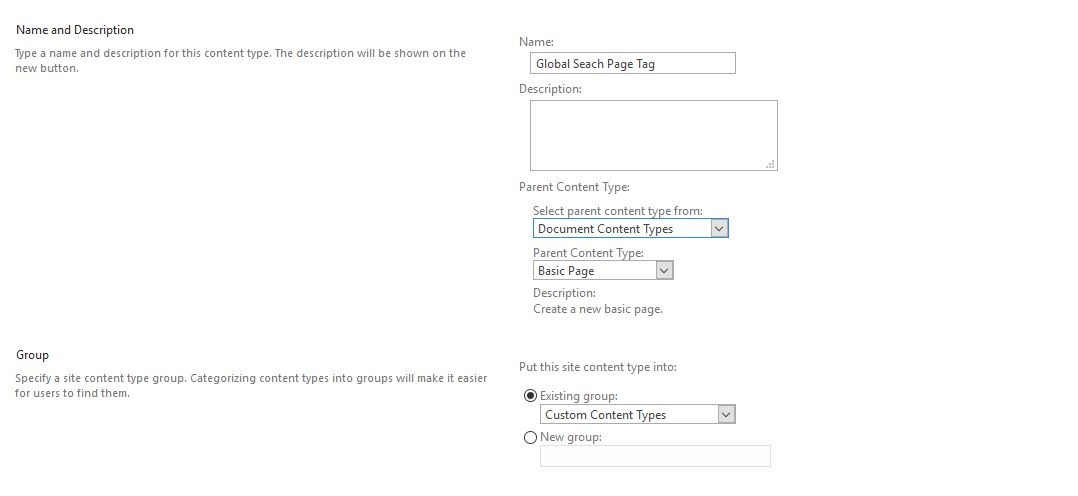 Name and Description
Type a name and description for this content type. The description will be shown on the
new button.
Name:
Global Seach Page Tag
Description:
Parent Content Type:
Select parent content type from:
Document Content Types
Parent Content Type:
Basic Page
Description:
Create a new basic page.
Group
Specify a site content type group. Categorizing content types into groups will make it easier
for users to find them.
Put this site content type into:
Existing group:
Custom Content Types
New group: